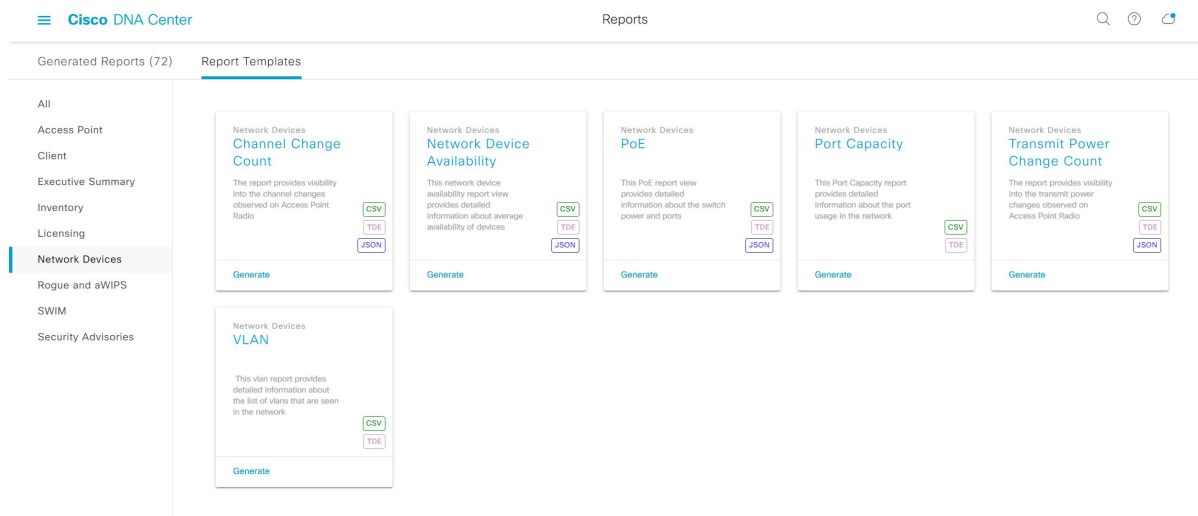 Cisco DNA Center
Reports
Generated Reports (72)
Report Templates
All
Access Point
Client
Executive Summary
Inventory
Licensing
Network Devices
Rogue and aWIPS
SWIM
Security Advisories
Network Devices
Channel Change
Count
The report provides visibility
into the channel changes
observed on Access Point
Radio
CSV
TDE
JSON
Generate
Network Devices
Network Device
Availability
This network device
availability report view
provides detailed
information about average
availability of devices
CSV
TDE
JSON
Generate
Network Devices
PoE
This PoE report view
provides detailed
information about the switch
power and ports
CSV
TDE
JSON
Generate
Network Devices
Port Capacity
This Port Capacity report
provides detailed
information about the port
usage in the network
CSV
TDE
Generate
Network Devices
Transmit Power
Change Count
The report provides visibility
into the transmit power
changes observed on
Access Point Radio
CSV
TDE
JSON
Generate
Network Devices
VLAN
This vlan report provides
detailed information about
the list of vlans that are seen
in the network
CSV
TDE
Generate